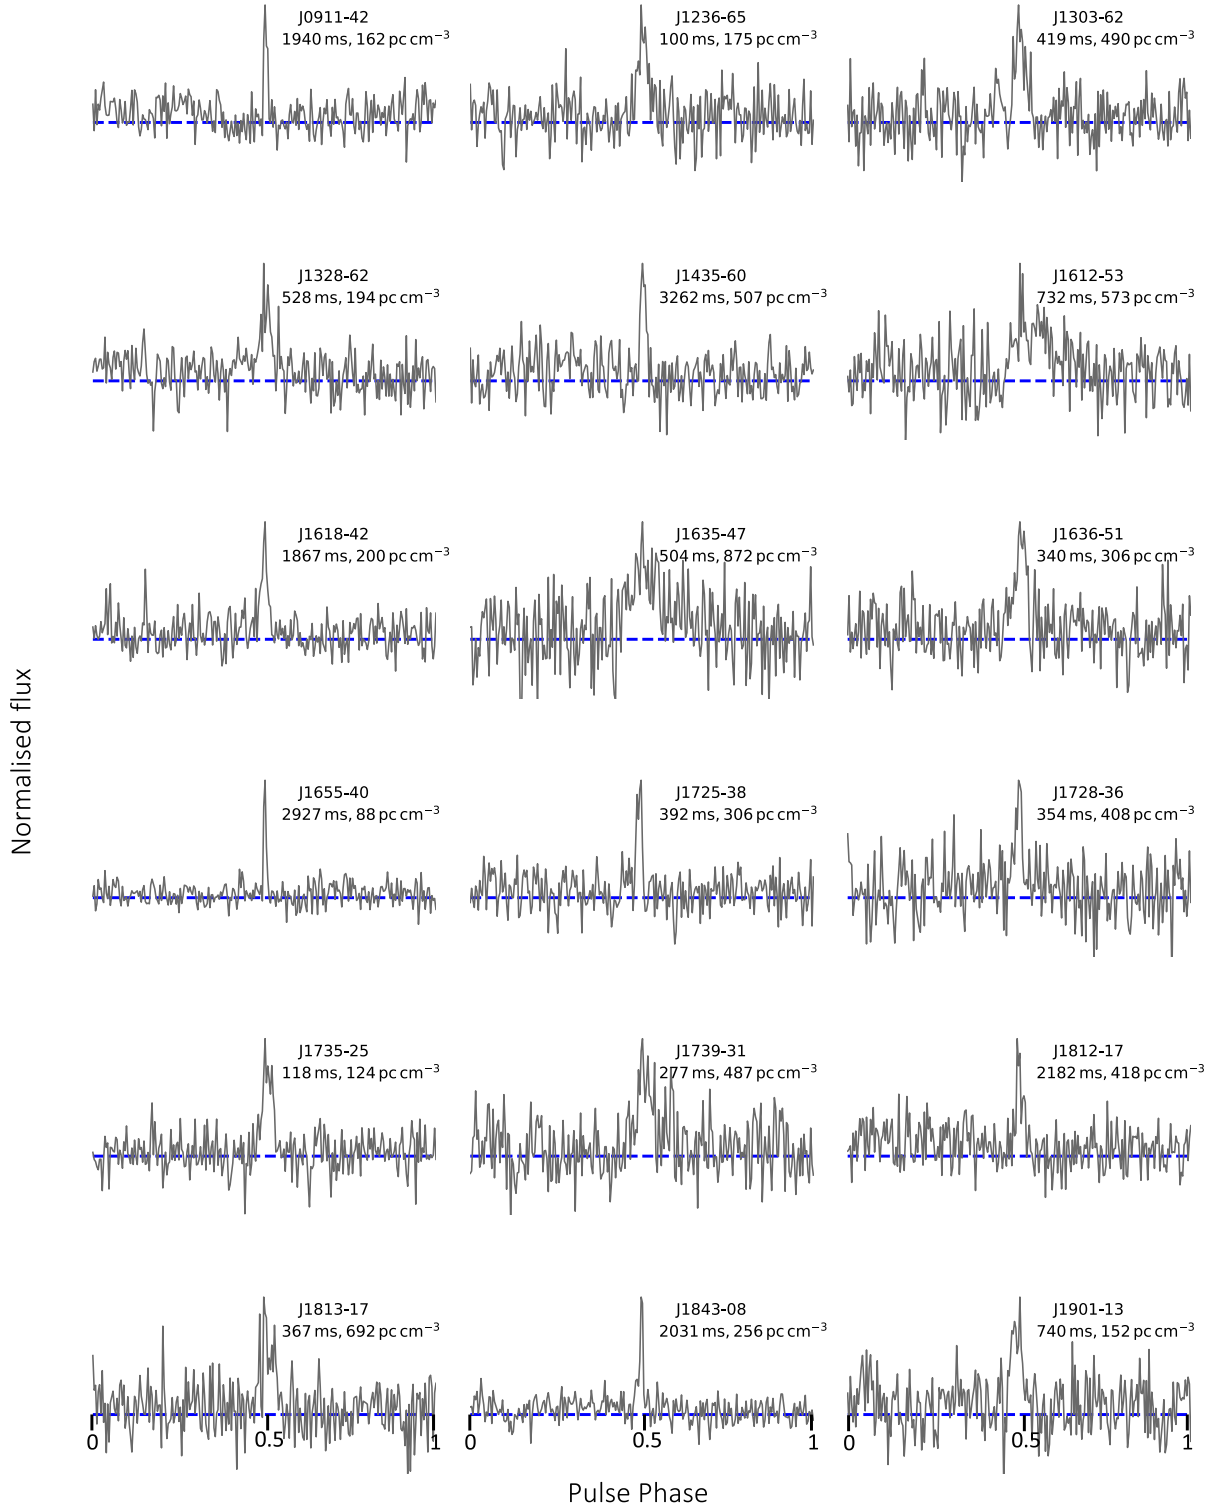 J0911-42
1940 ms, 162 pc cm⁻³
J1236-65
100 ms, 175 pc cm⁻³
J1303-62
419 ms, 490 pc cm⁻³
J1328-62
528 ms, 194 pc cm⁻³
J1435-60
3262 ms, 507 pc cm⁻³
J1612-53
732 ms, 573 pc cm⁻³
J1618-42
1867 ms, 200 pc cm⁻³
J1635-47
504 ms, 872 pc cm⁻³
J1636-51
340 ms, 306 pc cm⁻³
Normalised flux
J1655-40
2927 ms, 88 pc cm⁻³
J1725-38
392 ms, 306 pc cm⁻³
J1728-36
354 ms, 408 pc cm⁻³
J1735-25
118 ms, 124 pc cm⁻³
J1739-31
277 ms, 487 pc cm⁻³
J1812-17
2182 ms, 418 pc cm⁻³
J1813-17
367 ms, 692 pc cm⁻³
J1843-08
2031 ms, 256 pc cm⁻³
J1901-13
740 ms, 152 pc cm⁻³
0 0.5 1
0 0.5 1
0 0.5 1
Pulse Phase